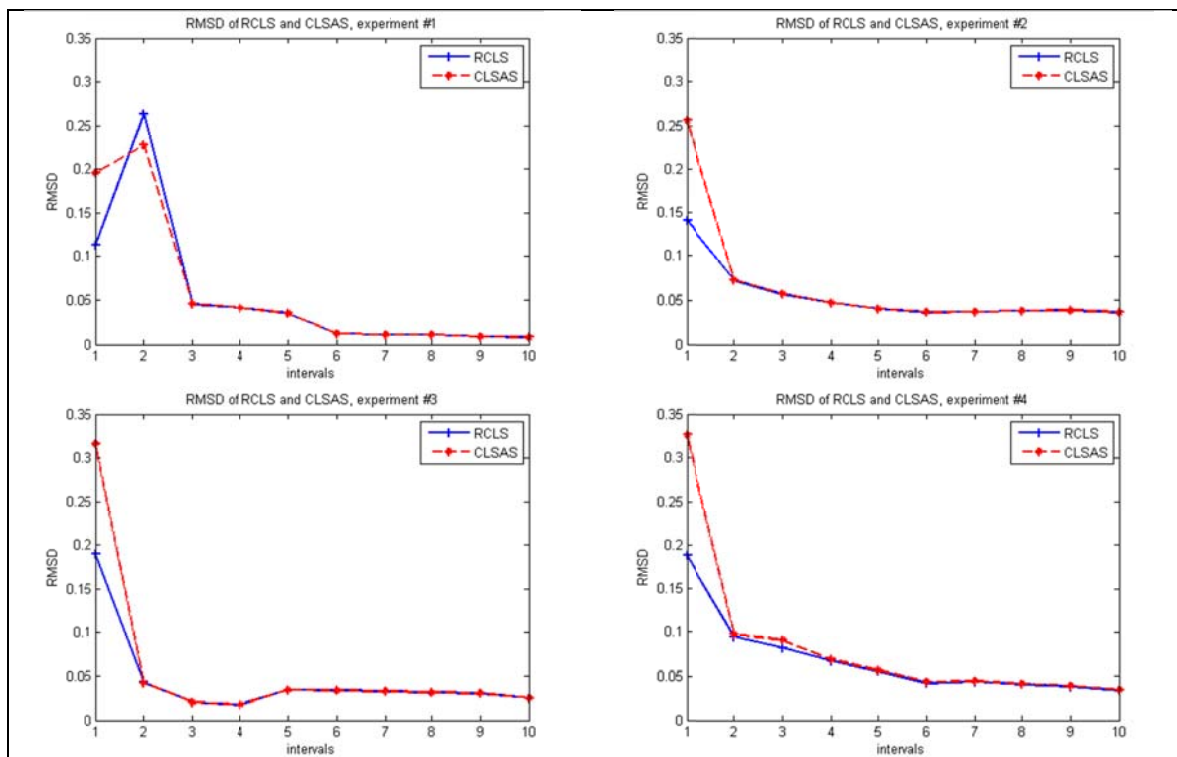 RMSD of RCLS and CLSAS, experiment #1
0.35
0.3
0.25
0.2
0.15
0.1
0.05
0
RMSD
RCLS
CLSAS
1 2 3 4 5 6 7 8 9 10
intervals
RMSD of RCLS and CLSAS, experiment #2
0.35
0.3
0.25
0.2
0.15
0.1
0.05
0
RMSD
RCLS
CLSAS
1 2 3 4 5 6 7 8 9 10
intervals
RMSD of RCLS and CLSAS, experiment #3
0.35
0.3
0.25
0.2
0.15
0.1
0.05
0
RMSD
RCLS
CLSAS
1 2 3 4 5 6 7 8 9 10
intervals
RMSD of RCLS and CLSAS, experiment #4
0.35
0.3
0.25
0.2
0.15
0.1
0.05
0
RMSD
RCLS
CLSAS
1 2 3 4 5 6 7 8 9 10
intervals